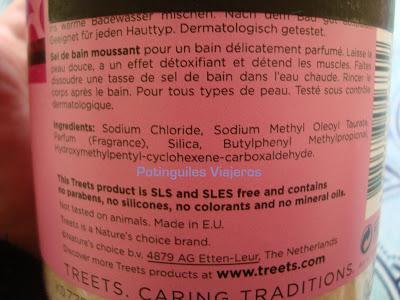 ins warme Badewasser mischen. Nach dem Bad gut
Geeignet für jeden Hauttyp. Dermatologisch getestet.
Sel de bain moussant pour un bain délicatement parfumé. Laisse la
peau douce, a un effet détoxifiant et détend les muscles. Faites
dissoudre une tasse de sel de bain dans l'eau chaude. Rincer le
corps après le bain. Pour tous types de peau. Testé sous contrôle
dermatologique.
Ingredients: Sodium Chloride, Sodium Methyl Oleoyl Taurate,
Parfum (Fragrance), Silica, Butylphenyl Methylpropional,
Hydroxymethylpentyl-cyclohexene-carboxaldehyde.
Potinguiles Viajeros
This Treets product is SLS and SLES free and contains
no parabens, no silicones, no colorants and no mineral oils.
Not tested on animals. Made in E.U.
Treets is a Nature's choice brand.
©Nature's choice b.v. 4879 AG Etten-Leur, The Netherlands
Discover more Treets products at www.treets.com
TREETS. CARING TRADITIONS